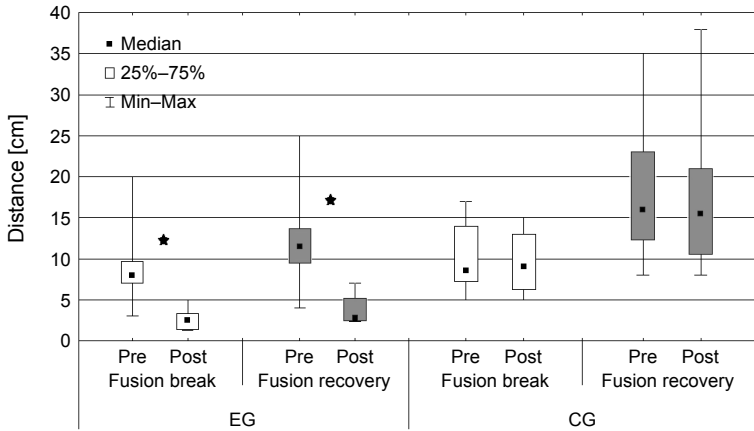 40
35
30
25
20
15
10
5
0
Distance [cm]
Median
25%–75%
Min–Max
Pre Post Pre Post Pre Post Pre Post
Fusion break Fusion recovery Fusion break Fusion recovery
EG CG